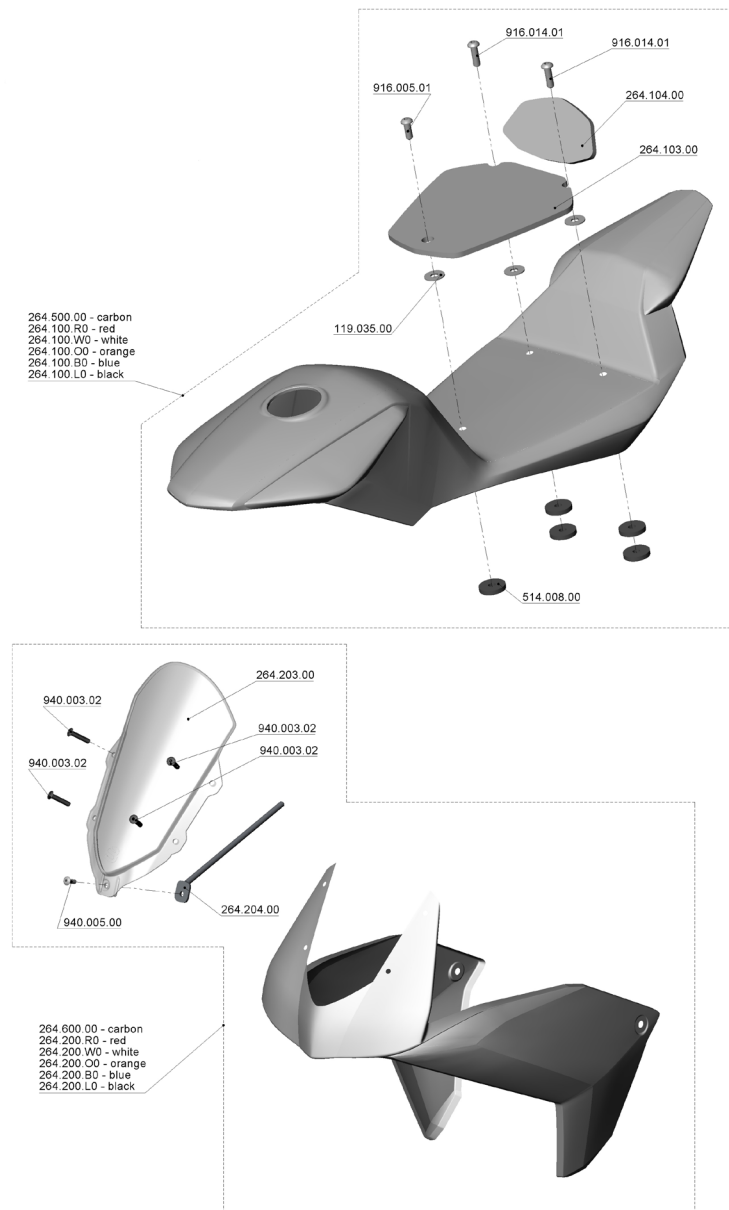 916.014.01
916.014.01
916.005.01
264.104.00
264.103.00
119.035.00
264.500.00 - carbon
264.100.R0 - red
264.100.W0 - white
264.100.O0 - orange
264.100.B0 - blue
264.100.L0 - black
514.008.00
264.203.00
940.003.02
940.003.02
940.003.02
940.003.02
264.204.00
940.005.00
264.600.00 - carbon
264.200.R0 - red
264.200.W0 - white
264.200.O0 - orange
264.200.B0 - blue
264.200.L0 - black